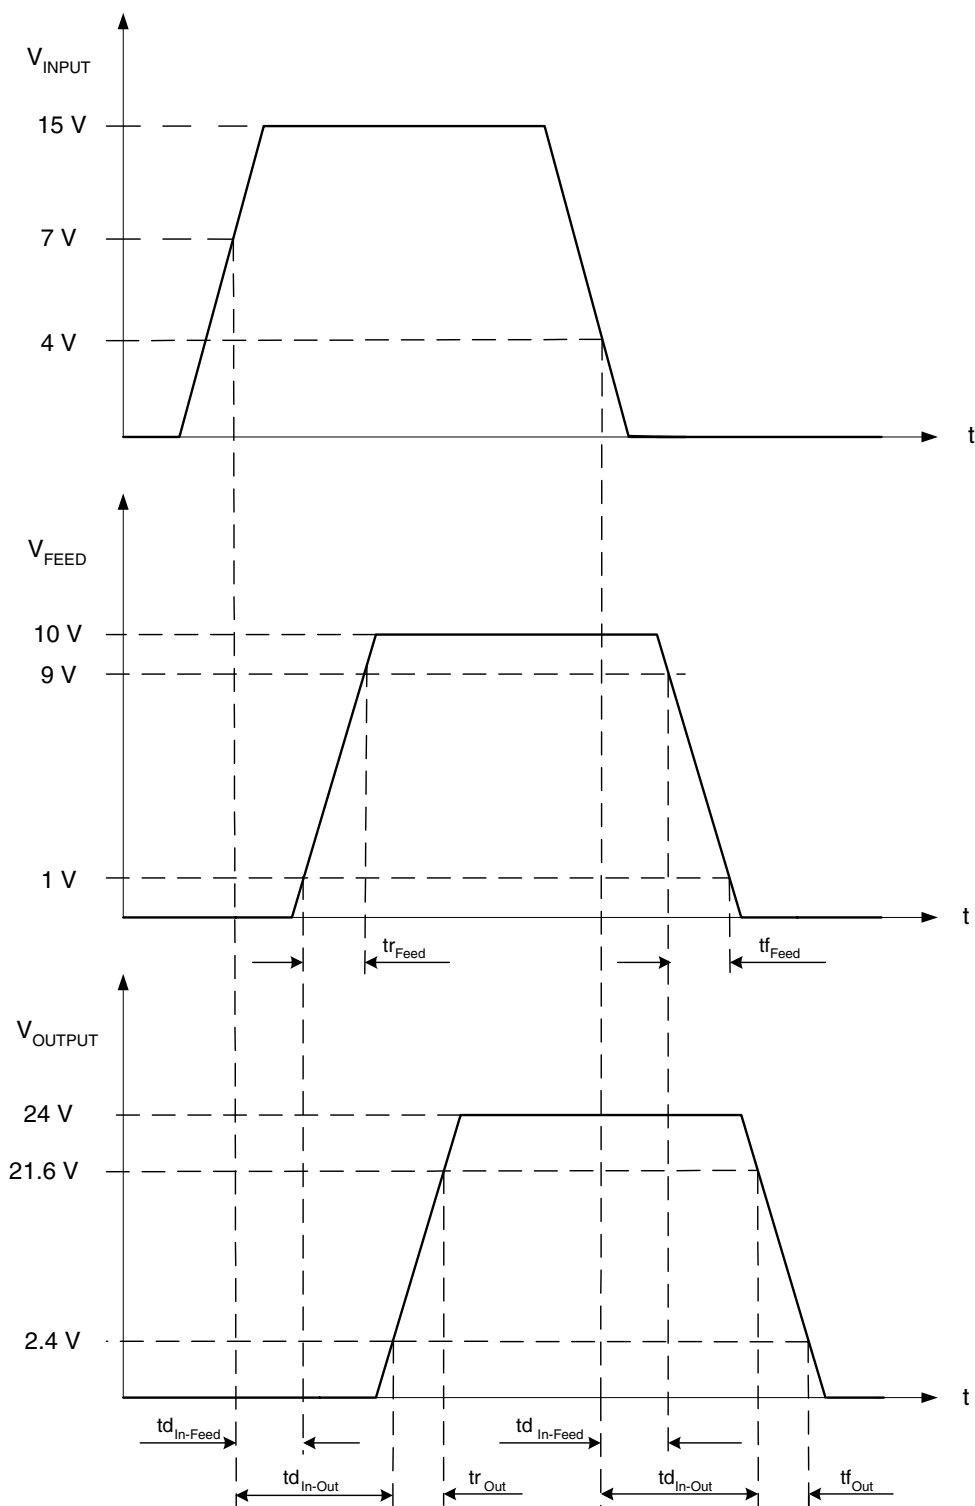 V_INPUT
15 V
7 V
4 V
t
V_FEED
10 V
9 V
1 V
t
tr_Feed
tf_Feed
V_OUTPUT
24 V
21.6 V
2.4 V
t
td_In-Feed
td_In-Feed
td_In-Out
tr_Out
td_In-Out
tf_Out